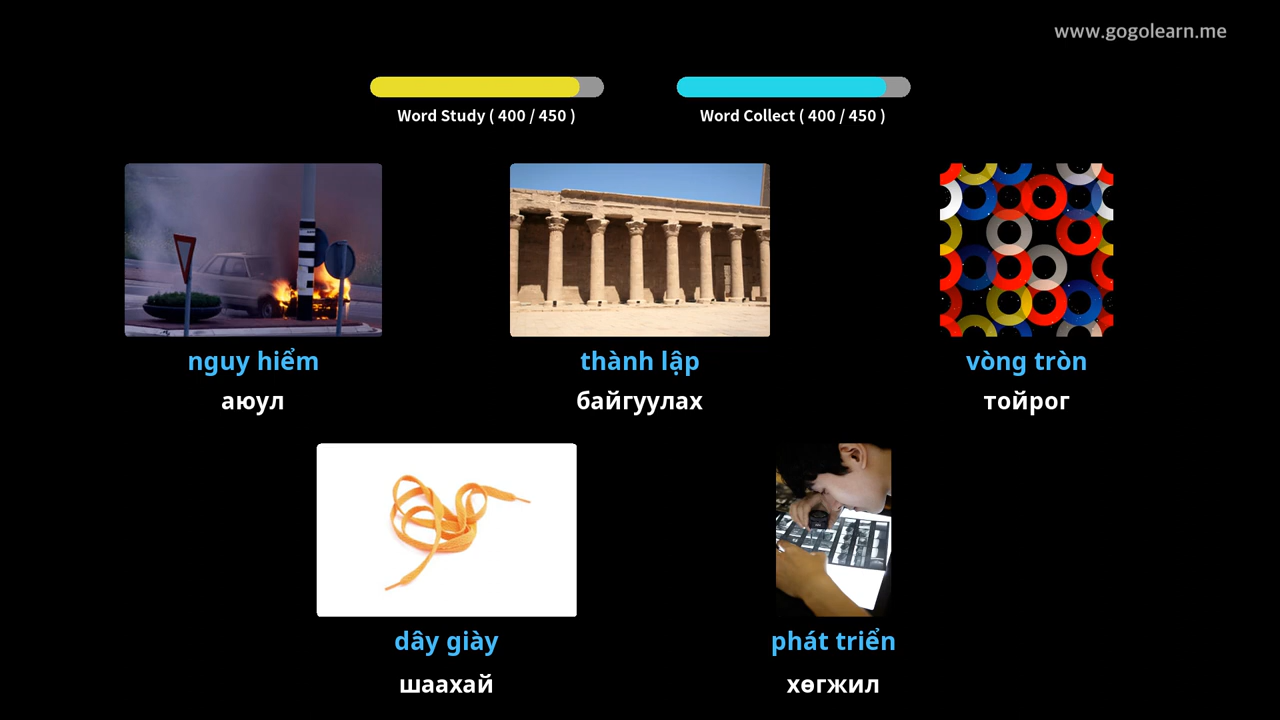 www.gogolearn.me
Word Study ( 400 / 450 )
Word Collect ( 400 / 450 )
nguy hiểm
аюул
thành lập
байгуулах
vòng tròn
тойрог
dây giày
шаахай
phát triển
хөгжил